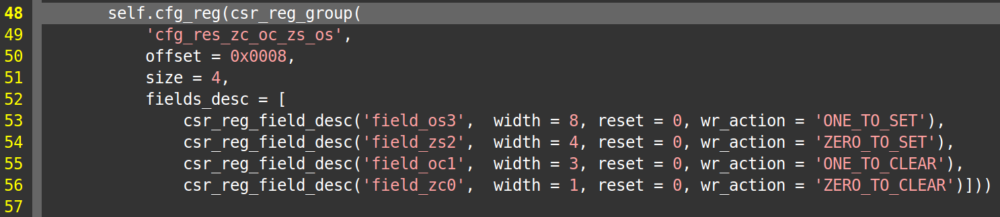 48 self.cfg_reg(csr_reg_group(
49 'cfg_res_zc_oc_zs_os',
50 offset = 0x0008,
51 size = 4,
52 fields_desc = [
53 csr_reg_field_desc('field_os3',  width = 8, reset = 0, wr_action = 'ONE_TO_SET'),
54 csr_reg_field_desc('field_zs2',  width = 4, reset = 0, wr_action = 'ZERO_TO_SET'),
55 csr_reg_field_desc('field_oc1',  width = 3, reset = 0, wr_action = 'ONE_TO_CLEAR'),
56 csr_reg_field_desc('field_zc0',  width = 1, reset = 0, wr_action = 'ZERO_TO_CLEAR')]))
57